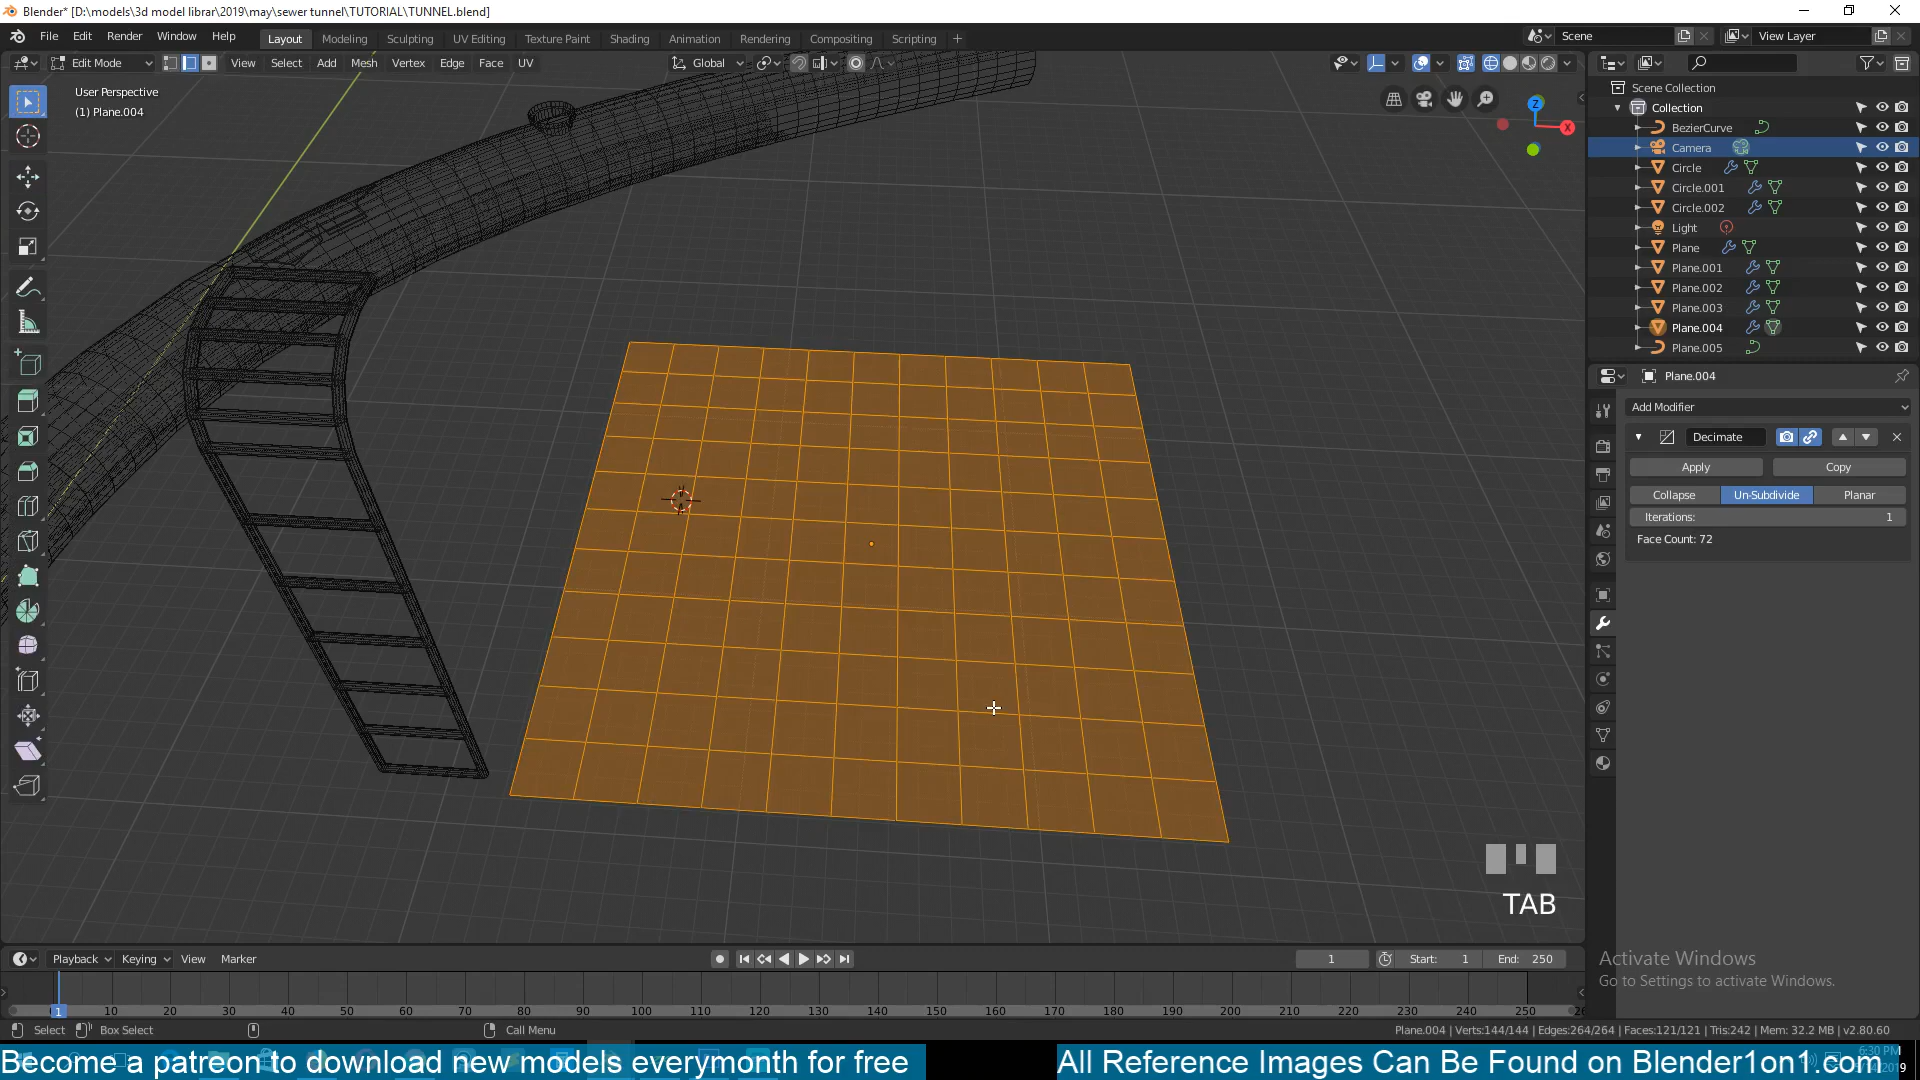 Blender* [D:\models\3d model librar\2019\may\sewer tunnel\TUTORIAL\TUNNEL.blend]
File Edit Render Window Help Layout Modeling Sculpting UV Editing Texture Paint Shading Animation Rendering Compositing Scripting + Scene View Layer
Edit Mode View Select Add Mesh Vertex Edge Face UV Global
User Perspective
(1) Plane.004
Z
X
Scene Collection
Collection
BezierCurve
Camera
Circle
Circle.001
Circle.002
Light
Plane
Plane.001
Plane.002
Plane.003
Plane.004
Plane.005
Plane.004
Add Modifier
Decimate
Apply Copy
Collapse Un-Subdivide Planar
Iterations: 1
Face Count: 72
TAB
Activate Windows
Go to Settings to activate Windows.
Playback Keying View Marker 1 Start: 1 End: 250
1 10 20 30 40 50 60 70 80 90 100 110 120 130 140 150 160 170 180 190 200 210 220 230 240 250
Select Box Select Call Menu Plane.004 | Verts:144/144 | Edges:264/264 | Faces:121/121 | Tris:242 | Mem: 32.2 MB | v2.80.60
Become a patreon to download new models everymonth for free All Reference Images Can Be Found on Blender1on1.com
6:30 PM